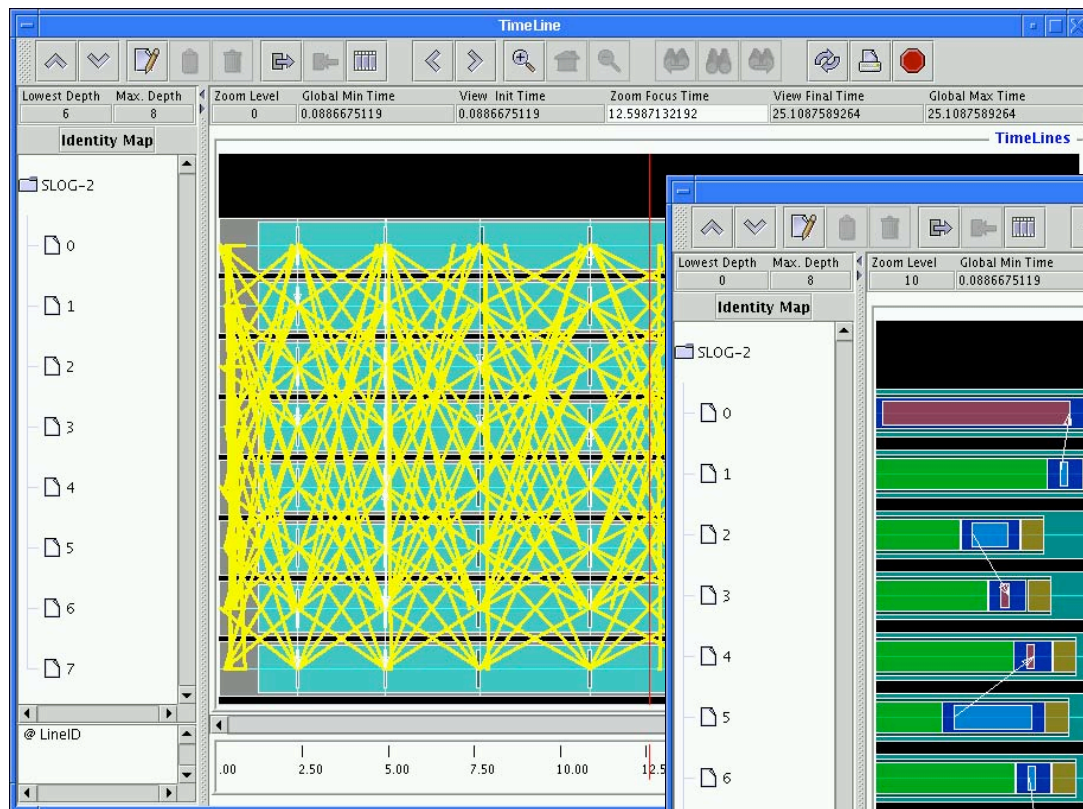 TimeLine
Lowest Depth Max. Depth
6 8
Zoom Level Global Min Time View Init Time Zoom Focus Time View Final Time Global Max Time
0 0.0886675119 0.0886675119 12.5987132192 25.1087589264 25.1087589264
Identity Map
TimeLines
SLOG-2
0
1
2
3
4
5
6
7
@ LineID
.00 2.50 5.00 7.50 10.00 12.5
Lowest Depth Max. Depth
0 8
Zoom Level Global Min Time
10 0.0886675119
Identity Map
SLOG-2
0
1
2
3
4
5
6